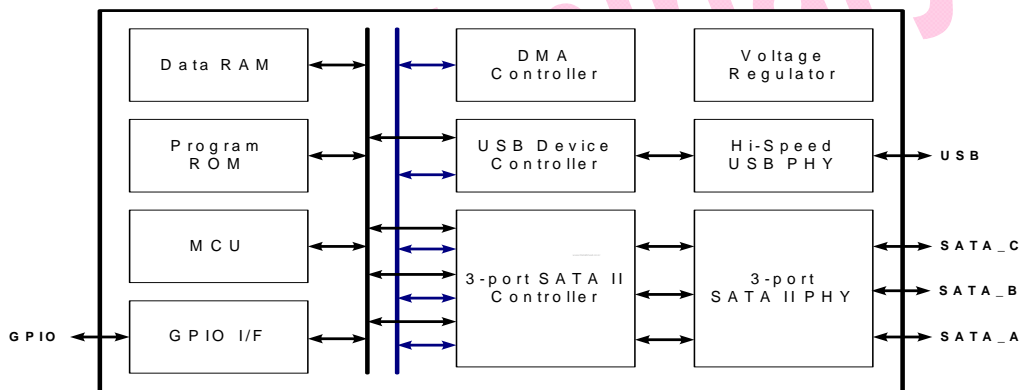 Data RAM
DMA
Controller
Voltage
Regulator
Program
ROM
USB Device
Controller
Hi-Speed
USB PHY
USB
MCU
3-port SATA II
Controller
3-port
SATA II PHY
SATA_C
SATA_B
SATA_A
GPIO
GPIO I/F